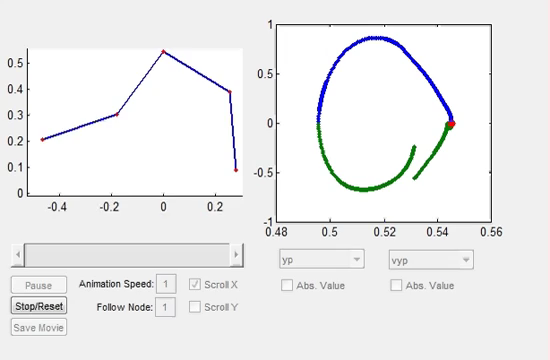 1
0.5
0.5
0.4
0.3
0
0.2
0.1
-0.5
0
-1
-0.4 -0.2 0 0.2
0.48 0.5 0.52 0.54 0.56
yp vyp
Pause Animation Speed: 1 Scroll X Abs. Value Abs. Value
Stop/Reset Follow Node: 1 Scroll Y
Save Movie